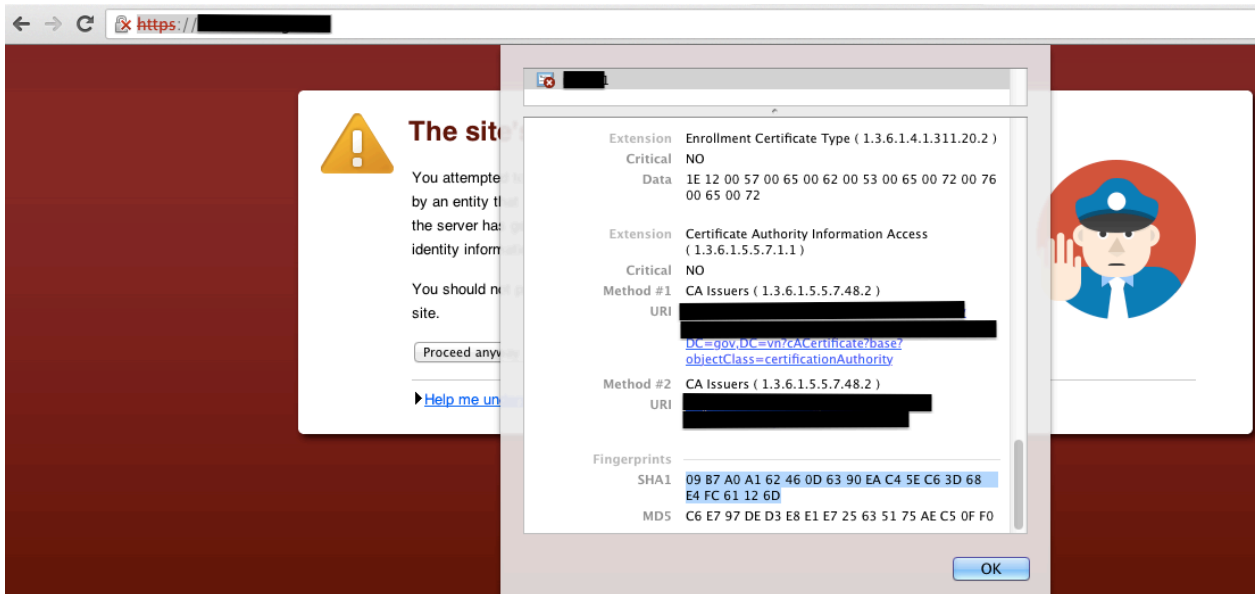 https://
The site's
You attempted
by an entity
the server has
identity inform
You should
site.
Proceed anyw
Help me un
Extension Enrollment Certificate Type ( 1.3.6.1.4.1.311.20.2 )
Critical NO
Data 1E 12 00 57 00 65 00 62 00 53 00 65 00 72 00 76
00 65 00 72
Extension Certificate Authority Information Access
( 1.3.6.1.5.5.7.1.1 )
Critical NO
Method #1 CA Issuers ( 1.3.6.1.5.5.7.48.2 )
URI
DC=gov,DC=vn?cACertificate?base?
objectClass=certificationAuthority
Method #2 CA Issuers ( 1.3.6.1.5.5.7.48.2 )
URI
Fingerprints
SHA1 09 B7 A0 A1 62 46 0D 63 90 EA C4 5E C6 3D 68
E4 FC 61 12 6D
MD5 C6 E7 97 DE D3 E8 E1 E7 25 63 51 75 AE C5 0F F0
OK